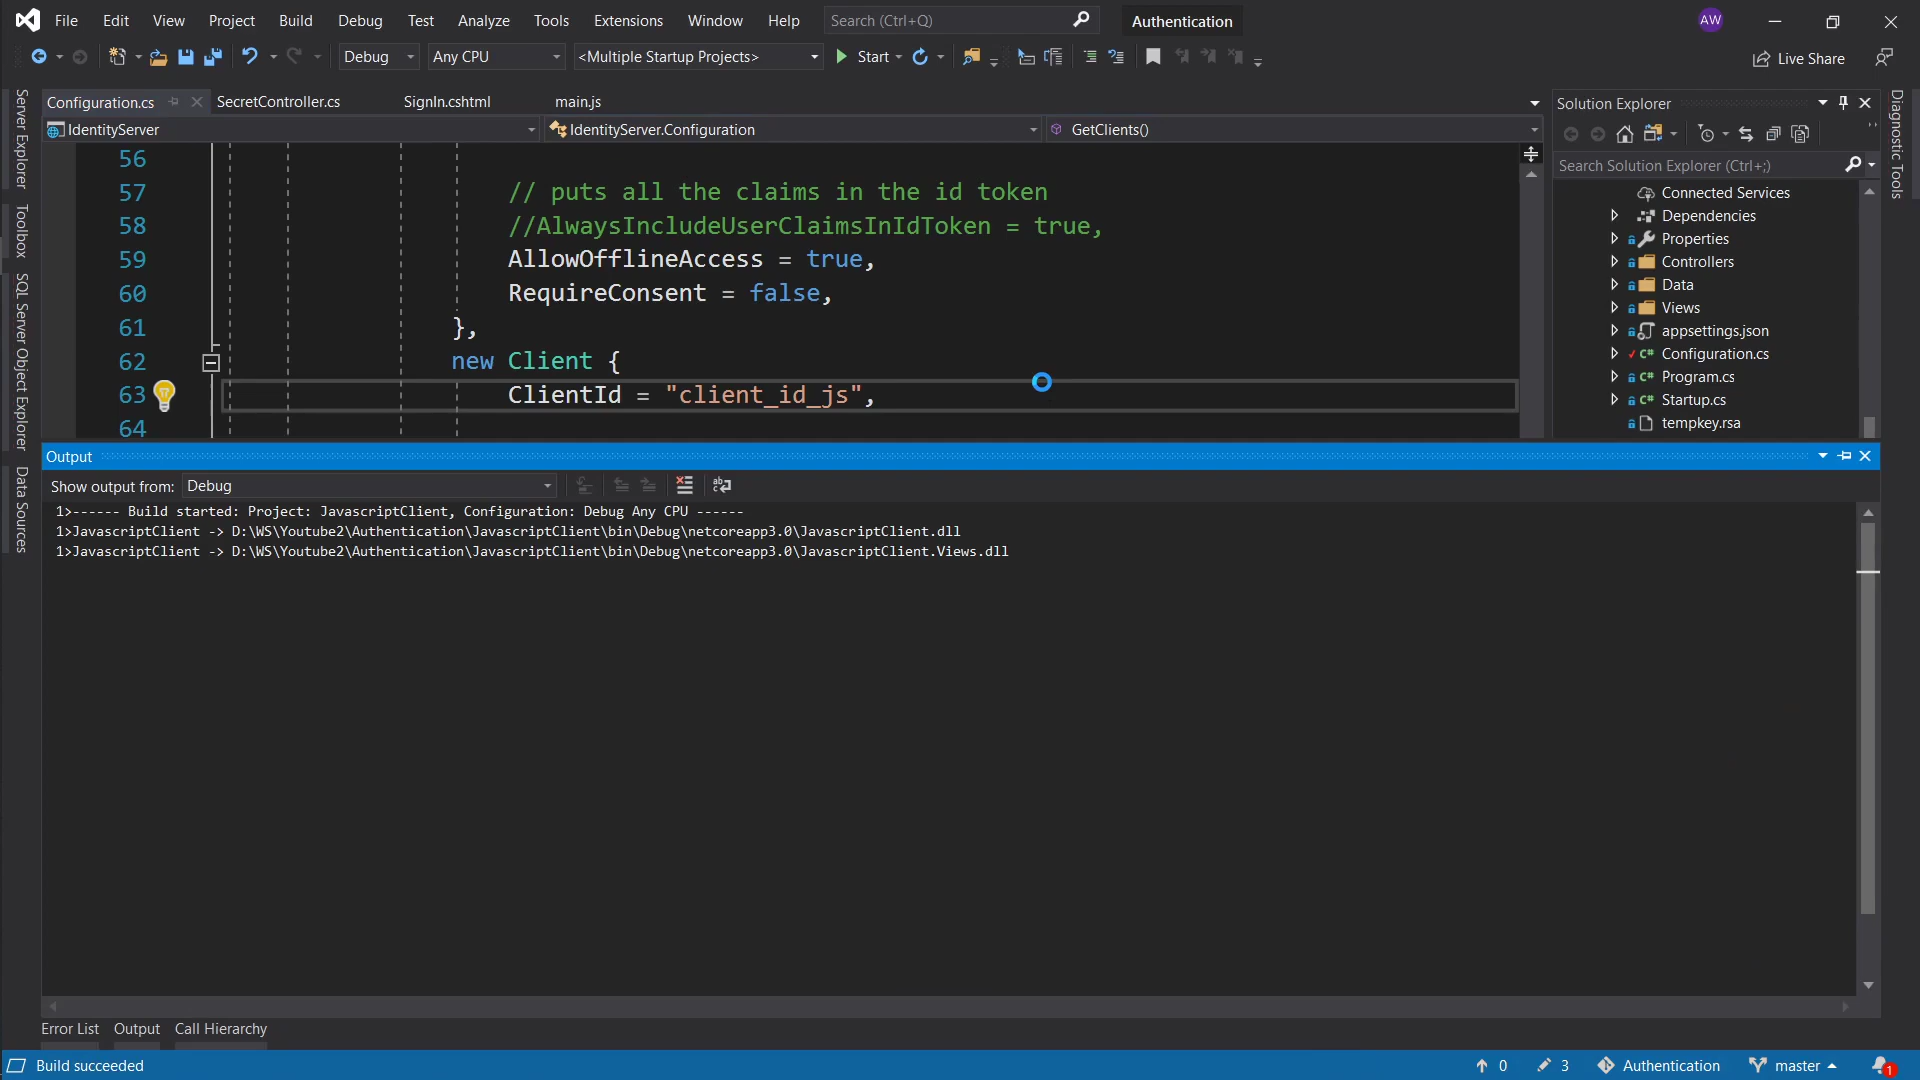 File Edit View Project Build Debug Test Analyze Tools Extensions Window Help Search (Ctrl+Q) Authentication AW
Debug Any CPU <Multiple Startup Projects> Start Live Share
Server Explorer
Toolbox
SQL Server Object Explorer
Data Sources
Configuration.cs SecretController.cs SignIn.cshtml main.js
IdentityServer IdentityServer.Configuration GetClients()
56
57 // puts all the claims in the id token
58 //AlwaysIncludeUserClaimsInIdToken = true,
59 AllowOfflineAccess = true,
60 RequireConsent = false,
61 },
62 new Client {
63 ClientId = "client_id_js",
64
Solution Explorer
Search Solution Explorer (Ctrl+;)
Connected Services
Dependencies
Properties
Controllers
Data
Views
appsettings.json
C# Configuration.cs
C# Program.cs
C# Startup.cs
tempkey.rsa
Diagnostic Tools
Output
Show output from: Debug
1>------ Build started: Project: JavascriptClient, Configuration: Debug Any CPU ------
1>JavascriptClient -> D:\WS\Youtube2\Authentication\JavascriptClient\bin\Debug\netcoreapp3.0\JavascriptClient.dll
1>JavascriptClient -> D:\WS\Youtube2\Authentication\JavascriptClient\bin\Debug\netcoreapp3.0\JavascriptClient.Views.dll
Error List Output Call Hierarchy
Build succeeded 0 3 Authentication master 1